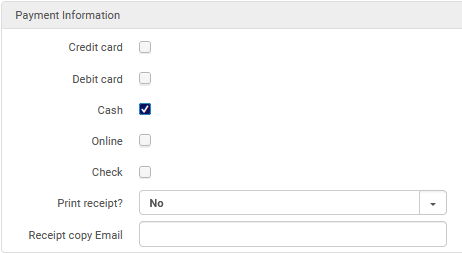 Payment Information
Credit card
Debit card
Cash
Online
Check
Print receipt? No
Receipt copy Email